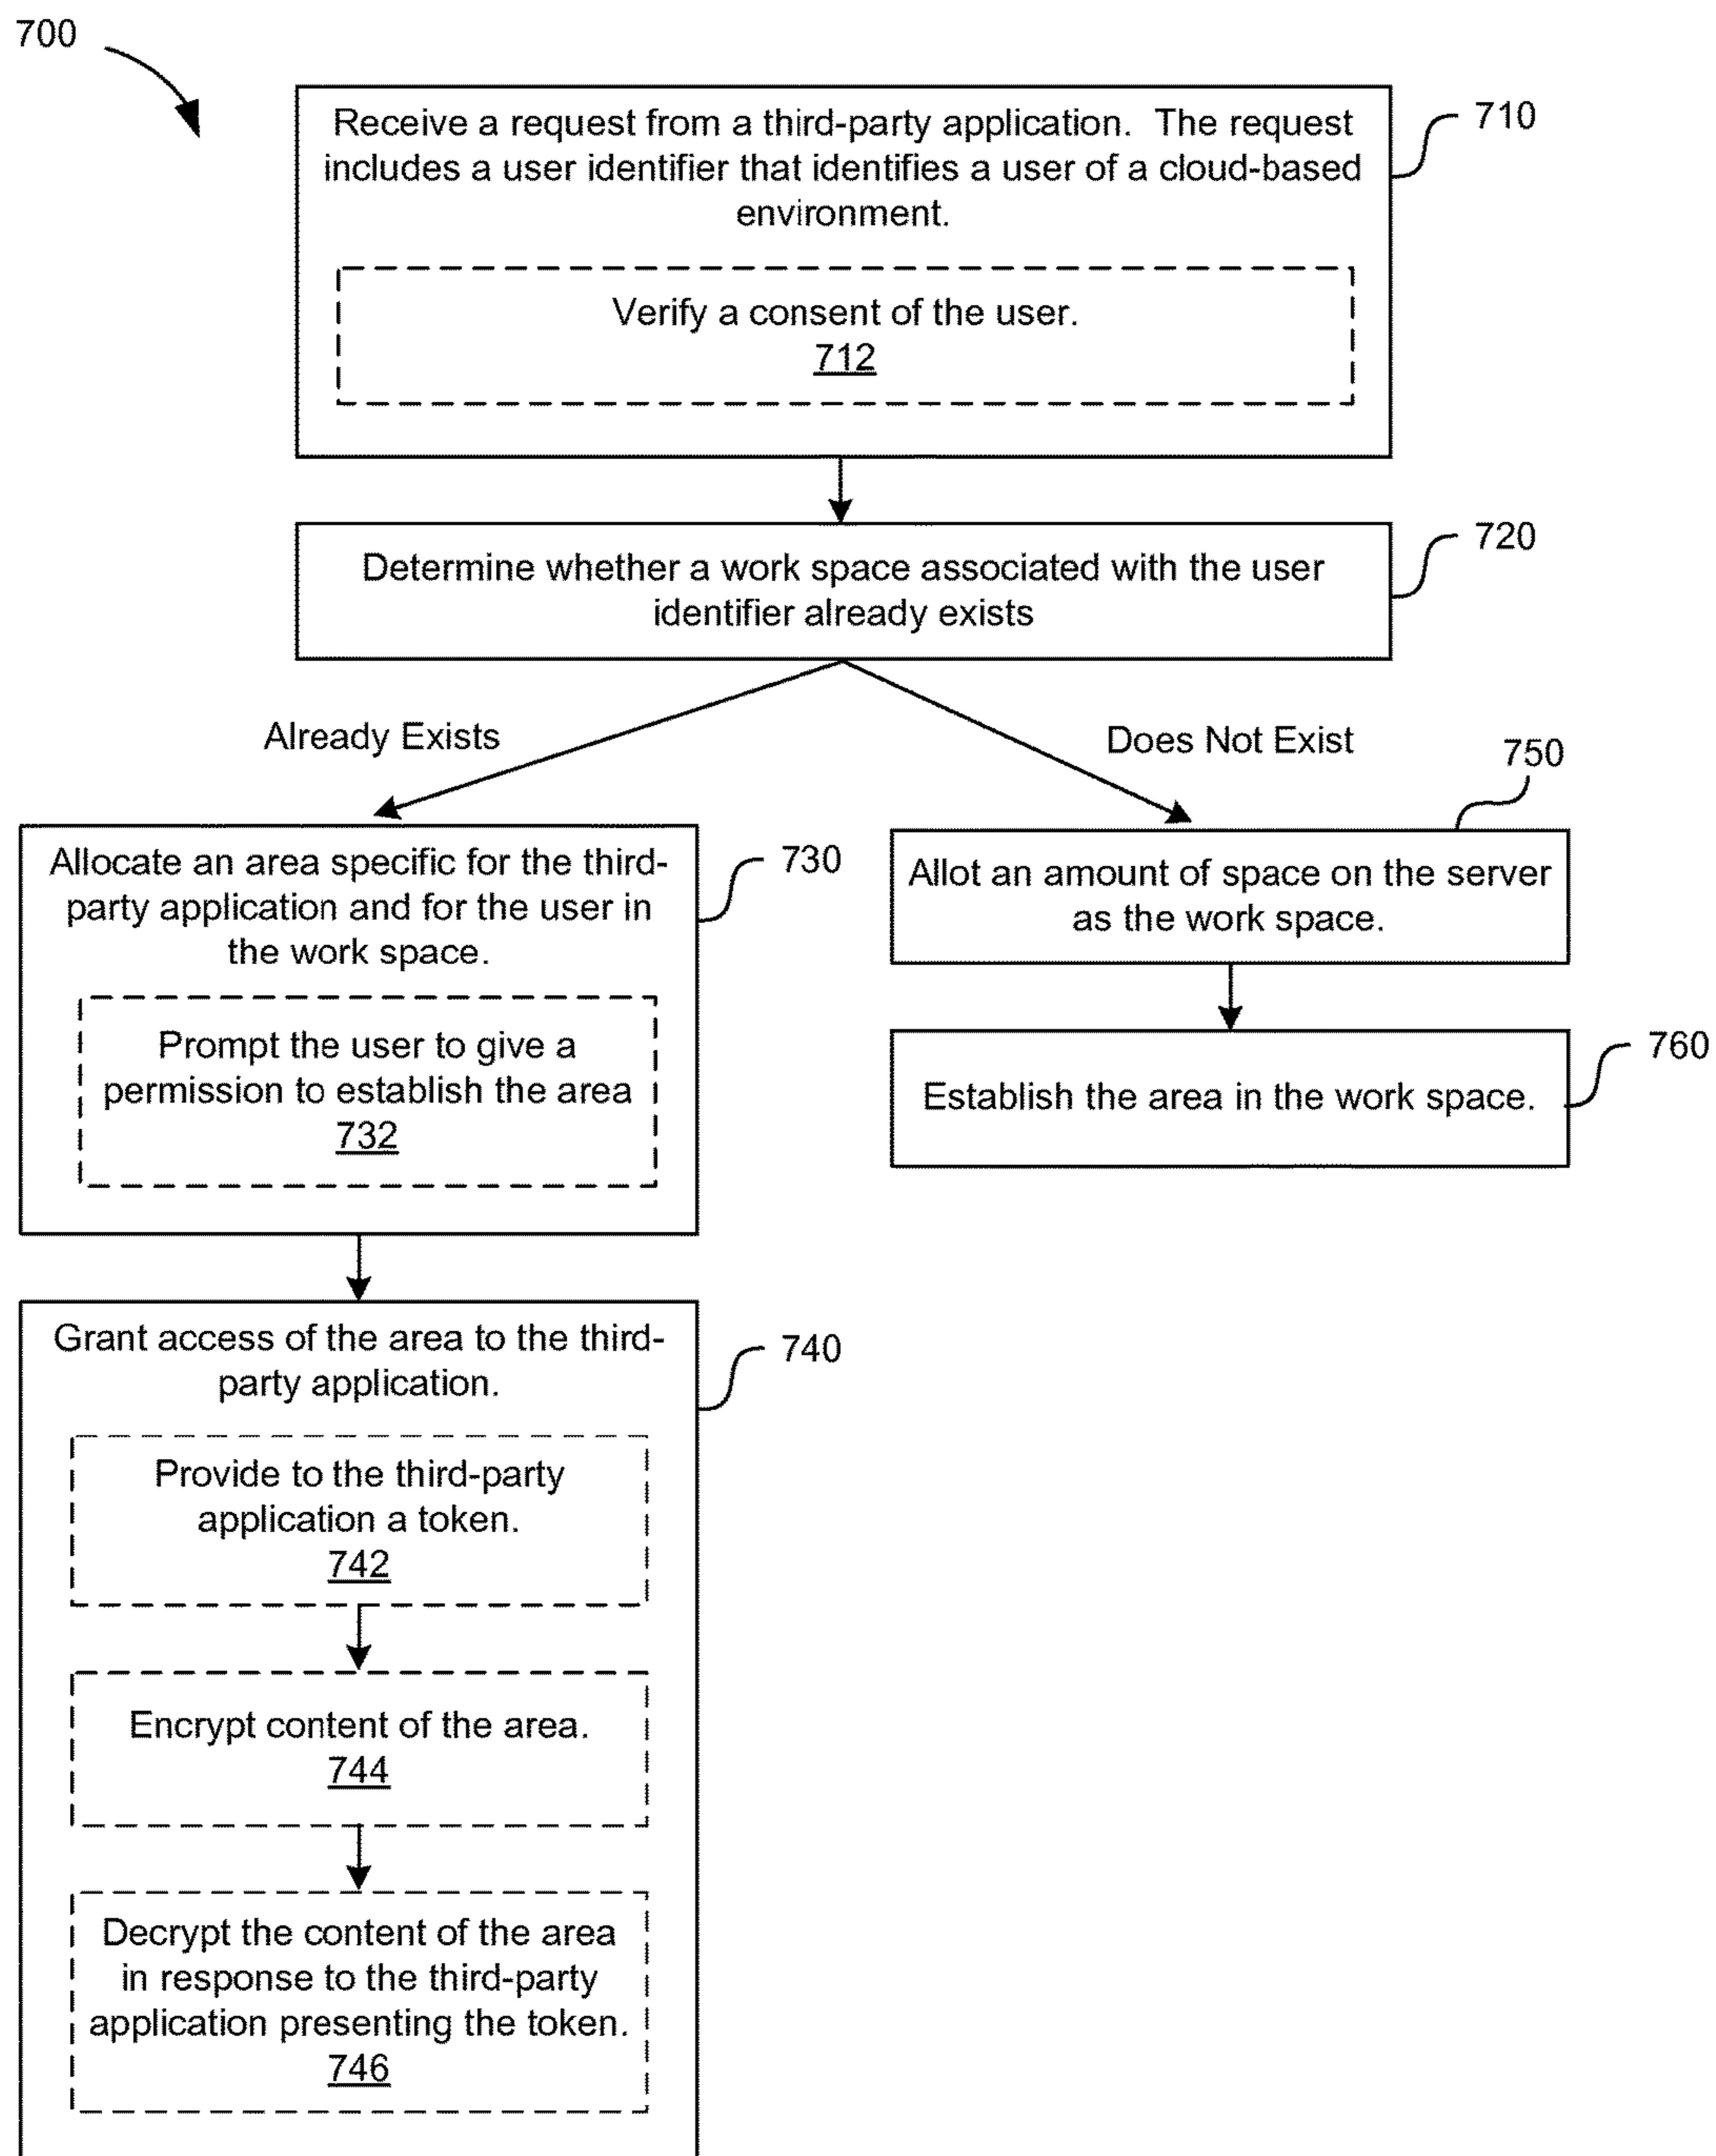 700
Receive a request from a third-party application. The request
includes a user identifier that identifies a user of a cloud-based
environment.
710
Verify a consent of the user.
712
Determine whether a work space associated with the user
identifier already exists
720
Already Exists
Does Not Exist
750
Allocate an area specific for the third-
party application and for the user in
the work space.
730
Prompt the user to give a
permission to establish the area
732
Allot an amount of space on the server
as the work space.
Establish the area in the work space.
760
Grant access of the area to the third-
party application.
740
Provide to the third-party
application a token.
742
Encrypt content of the area.
744
Decrypt the content of the area
in response to the third-party
application presenting the token.
746